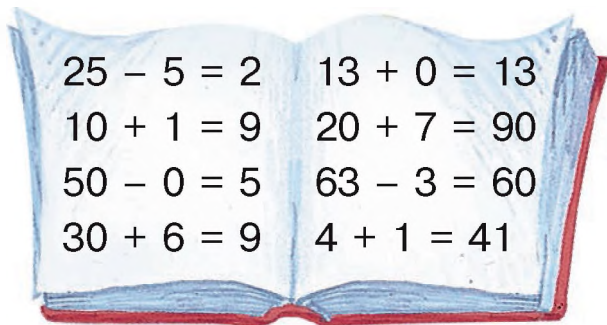 25 – 5 = 2
10 + 1 = 9
50 – 0 = 5
30 + 6 = 9
13 + 0 = 13
20 + 7 = 90
63 – 3 = 60
4 + 1 = 41